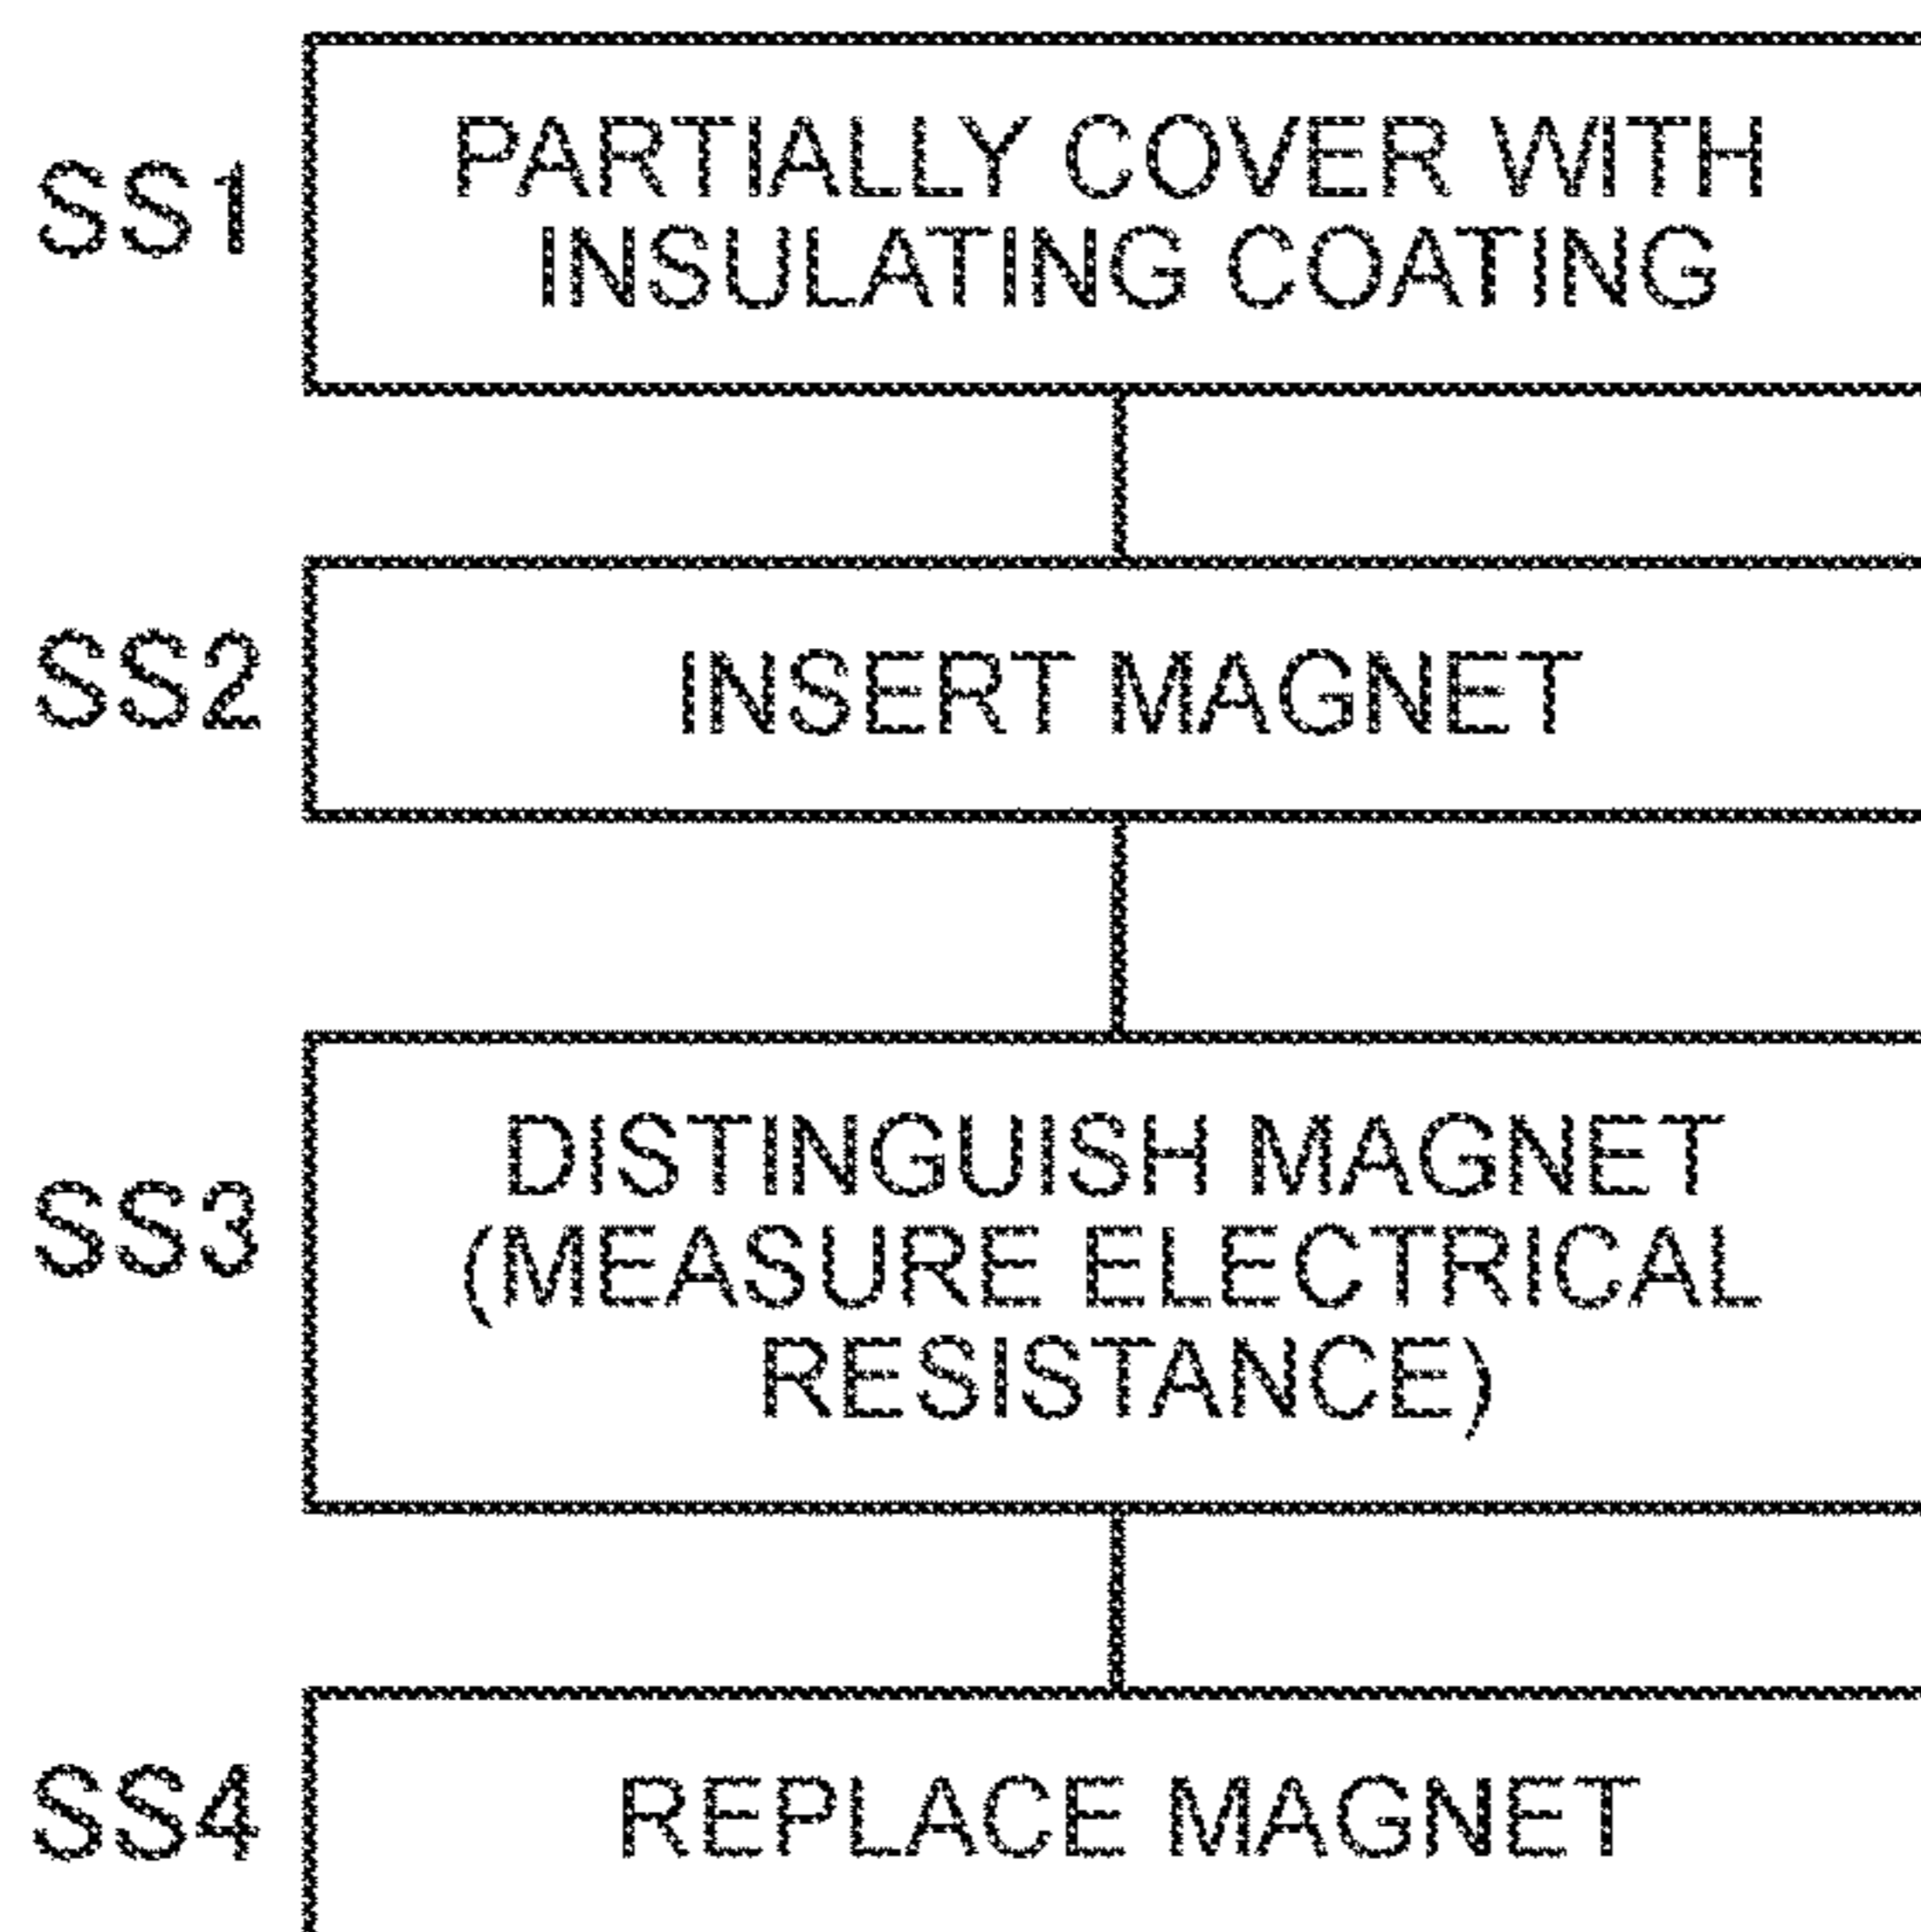 SS1
PARTIALLY COVER WITH
INSULATING COATING
SS2
INSERT MAGNET
SS3
DISTINGUISH MAGNET
(MEASURE ELECTRICAL
RESISTANCE)
SS4
REPLACE MAGNET